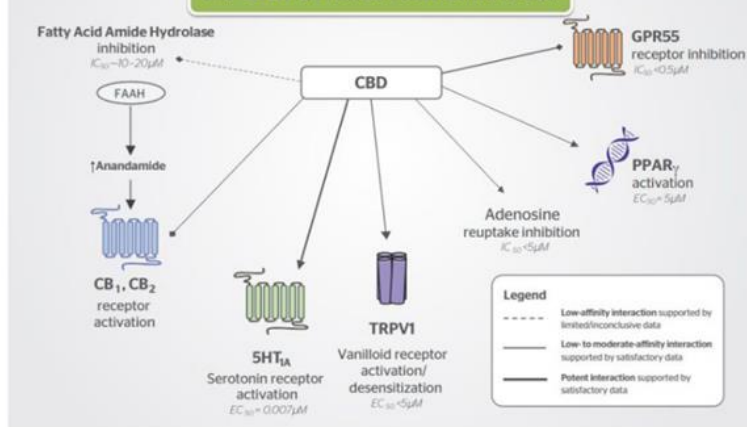 Fatty Acid Amide Hydrolase
inhibition
IC₅₀~10-20µM
FAAH
↑Anandamide
CB₁, CB₂
receptor
activation
CBD
5HT₁A
Serotonin receptor
activation
EC₅₀= 0.007µM
TRPV1
Vanilloid receptor
activation/
desensitization
EC₅₀<5µM
Adenosine
reuptake inhibition
IC₅₀<5µM
GPR55
receptor inhibition
IC₅₀<0.5µM
PPARγ
activation
EC₅₀= 5µM
Legend
Low-affinity interaction supported by
limited/inconclusive data
Low- to moderate-affinity interaction
supported by satisfactory data
Potent interaction supported by
satisfactory data